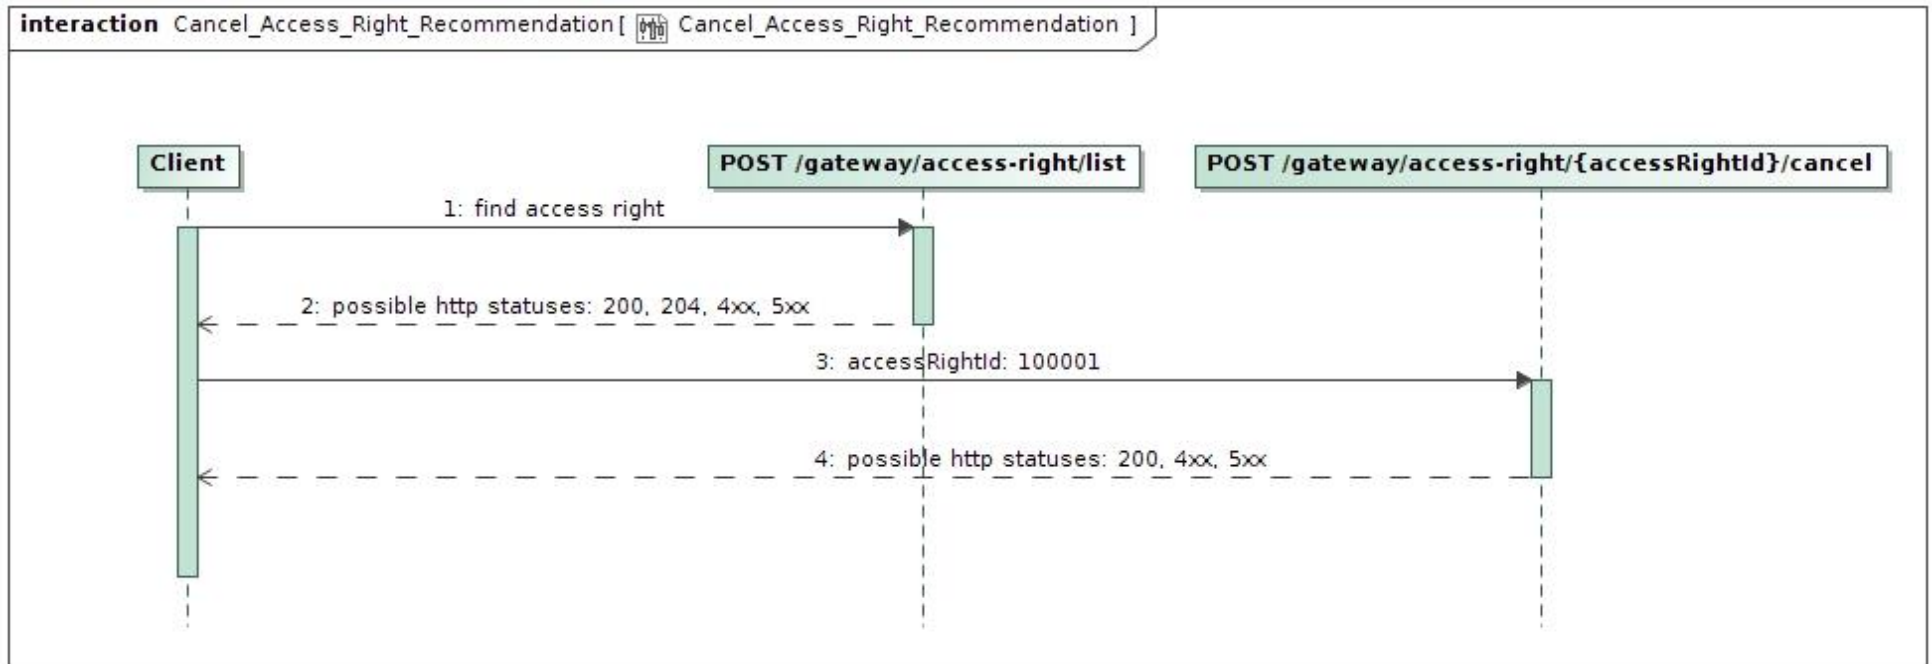 interaction Cancel_Access_Right_Recommendation[ Cancel_Access_Right_Recommendation ]
Client
POST /gateway/access-right/list
POST /gateway/access-right/{accessRightId}/cancel
1: find access right
2: possible http statuses: 200, 204, 4xx, 5xx
3: accessRightId: 100001
4: possible http statuses: 200, 4xx, 5xx